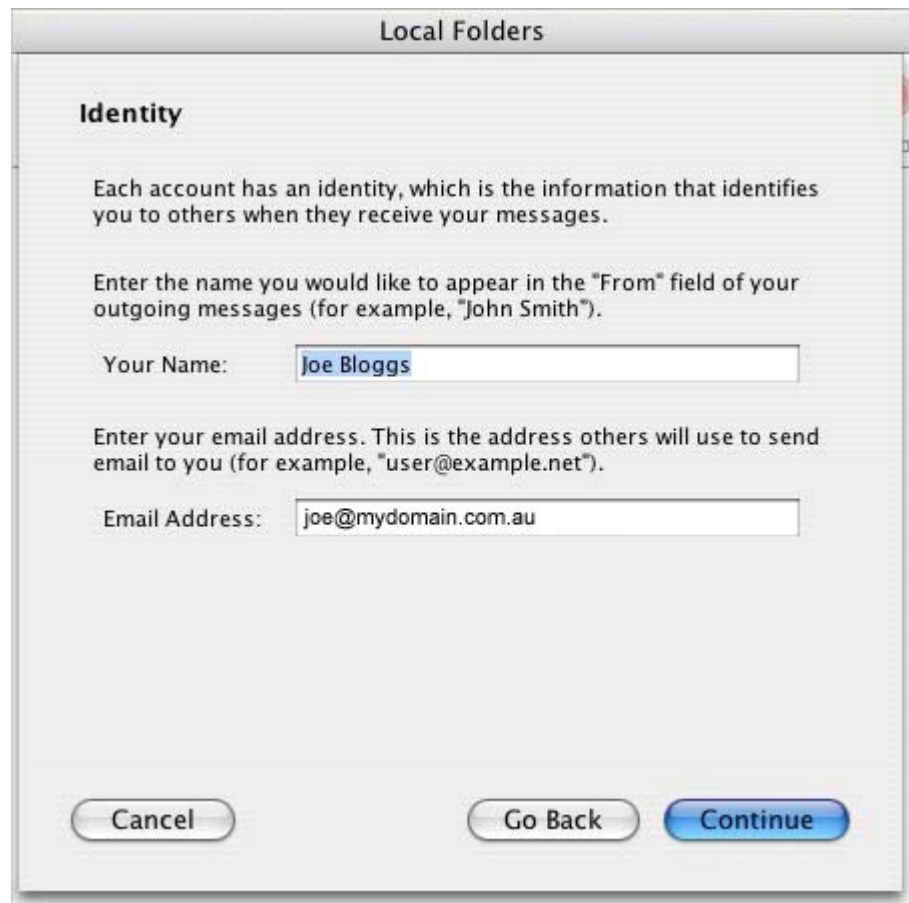 Local Folders
Identity
Each account has an identity, which is the information that identifies
you to others when they receive your messages.
Enter the name you would like to appear in the "From" field of your
outgoing messages (for example, "John Smith").
Your Name: Joe Bloggs
Enter your email address. This is the address others will use to send
email to you (for example, "user@example.net").
Email Address: joe@mydomain.com.au
Cancel Go Back Continue